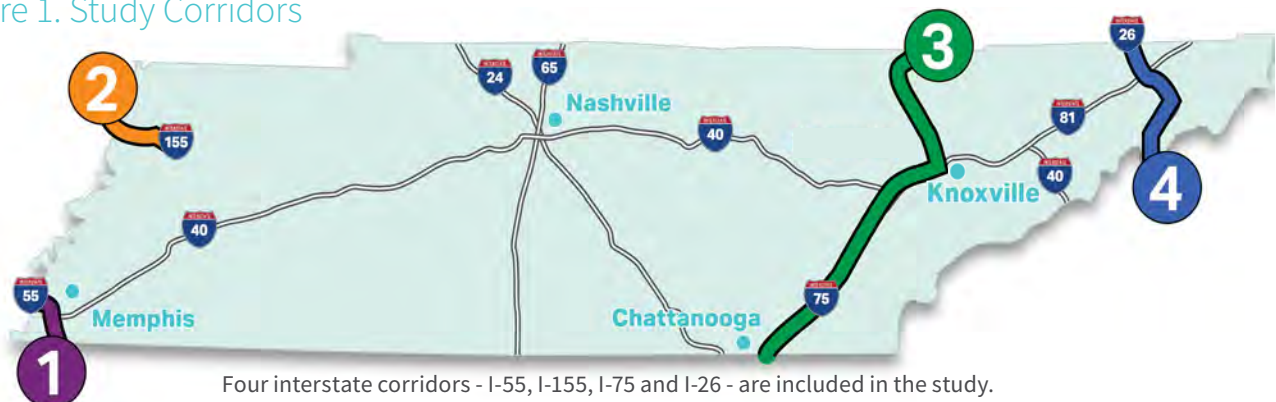 re 1. Study Corridors
2
155
24
65
Nashville
40
3
26
81
Knoxville
40
4
40
55
Memphis
1
Chattanooga
75
Four interstate corridors - I-55, I-155, I-75 and I-26 - are included in the study.